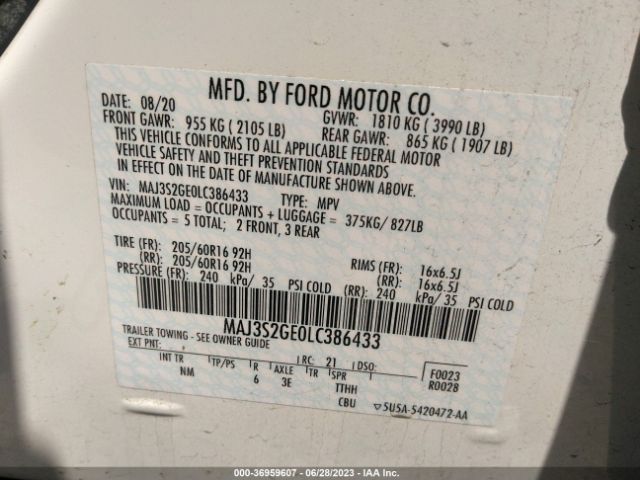 MFD. BY FORD MOTOR CO.
DATE: 08/20 GVWR: 1810 KG ( 3990 LB)
FRONT GAWR: 955 KG ( 2105 LB) REAR GAWR: 865 KG ( 1907 LB)
THIS VEHICLE CONFORMS TO ALL APPLICABLE FEDERAL MOTOR
VEHICLE SAFETY AND THEFT PREVENTION STANDARDS
IN EFFECT ON THE DATE OF MANUFACTURE SHOWN ABOVE.
VIN: MAJ3S2GE0LC386433 TYPE: MPV
MAXIMUM LOAD = OCCUPANTS + LUGGAGE = 375KG/ 827LB
OCCUPANTS = 5 TOTAL; 2 FRONT, 3 REAR
TIRE (FR): 205/60R16 92H RIMS (FR): 16x6.5J
(RR): 205/60R16 92H (RR): 16x6.5J
PRESSURE (FR): 240 kPa/ 35 PSI COLD (RR): 240 kPa/ 35 PSI COLD
MAJ3S2GE0LC386433
TRAILER TOWING - SEE OWNER GUIDE
EXT PNT: RC: 21 DSO: F0023
R0028
INT TR TP/PS R AXLE TR SPR
NM 6 3E TTHH
CBU 5U5A-5420472-AA
000-36959607 - 06/28/2023 - IAA Inc.